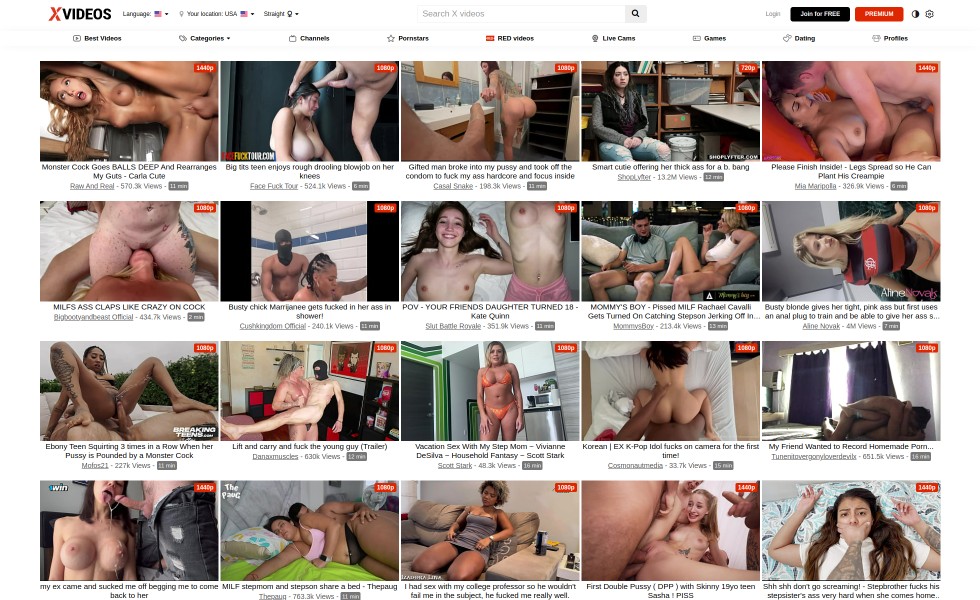 XVIDEOS
Language:
Your location: USA
Straight
Search X videos
Login
Join for FREE
PREMIUM
Best Videos
Categories
Channels
Pornstars
RED videos
Live Cams
Games
Dating
Profiles
1440p
1080p
1080p
720p
1440p
FUCKTOUR.COM
SHOPLYFTER.COM
Monster Cock Goes BALLS DEEP And Rearranges
My Guts - Carla Cute
Raw And Real - 570.3k Views - 11 min
Big tits teen enjoys rough drooling blowjob on her
knees
Face Fuck Tour - 524.1k Views - 6 min
Gifted man broke into my pussy and took off the
condom to fuck my ass hardcore and focus inside
Casal Snake - 198.3k Views - 11 min
Smart cutie offering her thick ass for a b. bang
ShopLyfter - 13.2M Views - 12 min
Please Finish Inside! - Legs Spread so He Can
Plant His Creampie
Mia Maripolla - 326.9k Views - 6 min
1080p
1080p
1080p
1080p
1080p
Mommy's boy
AlineNovak
MILFS ASS CLAPS LIKE CRAZY ON COCK
Bigbootyandbeast Official - 434.7k Views - 2 min
Busty chick Marrijanee gets fucked in her ass in
shower!
Cushkingdom Official - 240.1k Views - 11 min
POV - YOUR FRIENDS DAUGHTER TURNED 18 -
Kate Quinn
Slut Battle Royale - 351.9k Views - 11 min
MOMMY'S BOY - Pissed MILF Rachael Cavalli
Gets Turned On Catching Stepson Jerking Off In...
MommysBoy - 213.4k Views - 13 min
Busty blonde gives her tight, pink ass but first uses
an anal plug to train and be able to give her ass s...
Aline Novak - 4M Views - 7 min
1080p
1080p
1080p
1080p
1080p
BREAKING
TEENS.COM
Ebony Teen Squirting 3 times in a Row When her
Pussy is Pounded by a Monster Cock
Mofos21 - 227k Views - 11 min
Lift and carry and fuck the young guy (Trailer)
Danaxmuscles - 630k Views - 12 min
Vacation Sex With My Step Mom ~ Vivianne
DeSilva ~ Household Fantasy ~ Scott Stark
Scott Stark - 48.3k Views - 16 min
Korean | EX K-Pop Idol fucks on camera for the first
time!
Cosmonautmedia - 33.7k Views - 15 min
My Friend Wanted to Record Homemade Porn...
Tunenitovergonyloverdevilx - 651.5k Views - 16 min
1440p
1080p
1080p
1440p
1440p
The
Paug
my ex came and sucked me off begging me to come
back to her
MILF stepmom and stepson share a bed - Thepaug
Thepaug - 763.3k Views - 11 min
I had sex with my college professor so he wouldn't
fail me in the subject, he fucked me really well.
First Double Pussy ( DPP ) with Skinny 19yo teen
Sasha ! PISS
Shh shh don't go screaming! - Stepbrother fucks his
stepsister's ass very hard when she comes home..